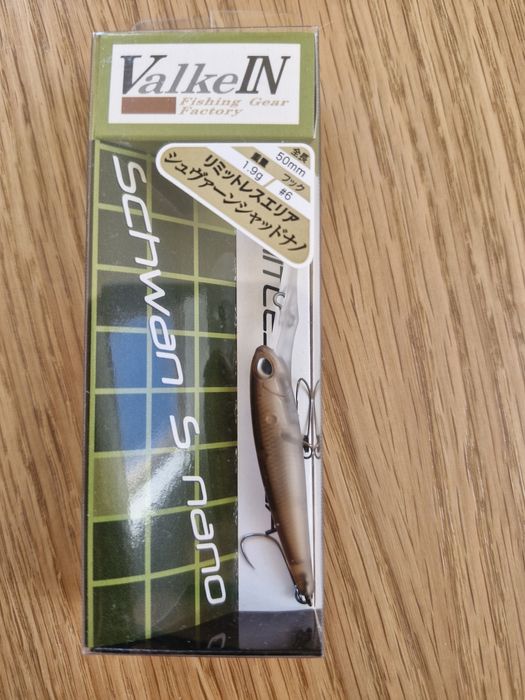 ValkeIN
Fishing Gear
Factory
全長 50mm
重量 1.9g
フック #6
リミットレスエリア
シュヴァーンシャッドナノ
schwan S nano